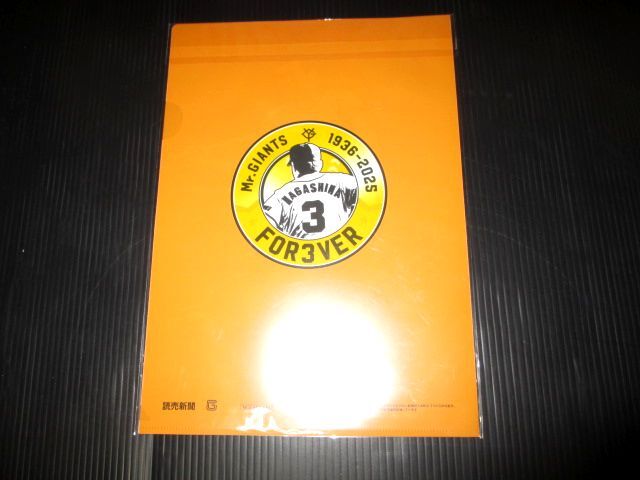 Mr.GIANTS 1936-2025
NAGASHIMA
3
FOR3VER
読売新聞